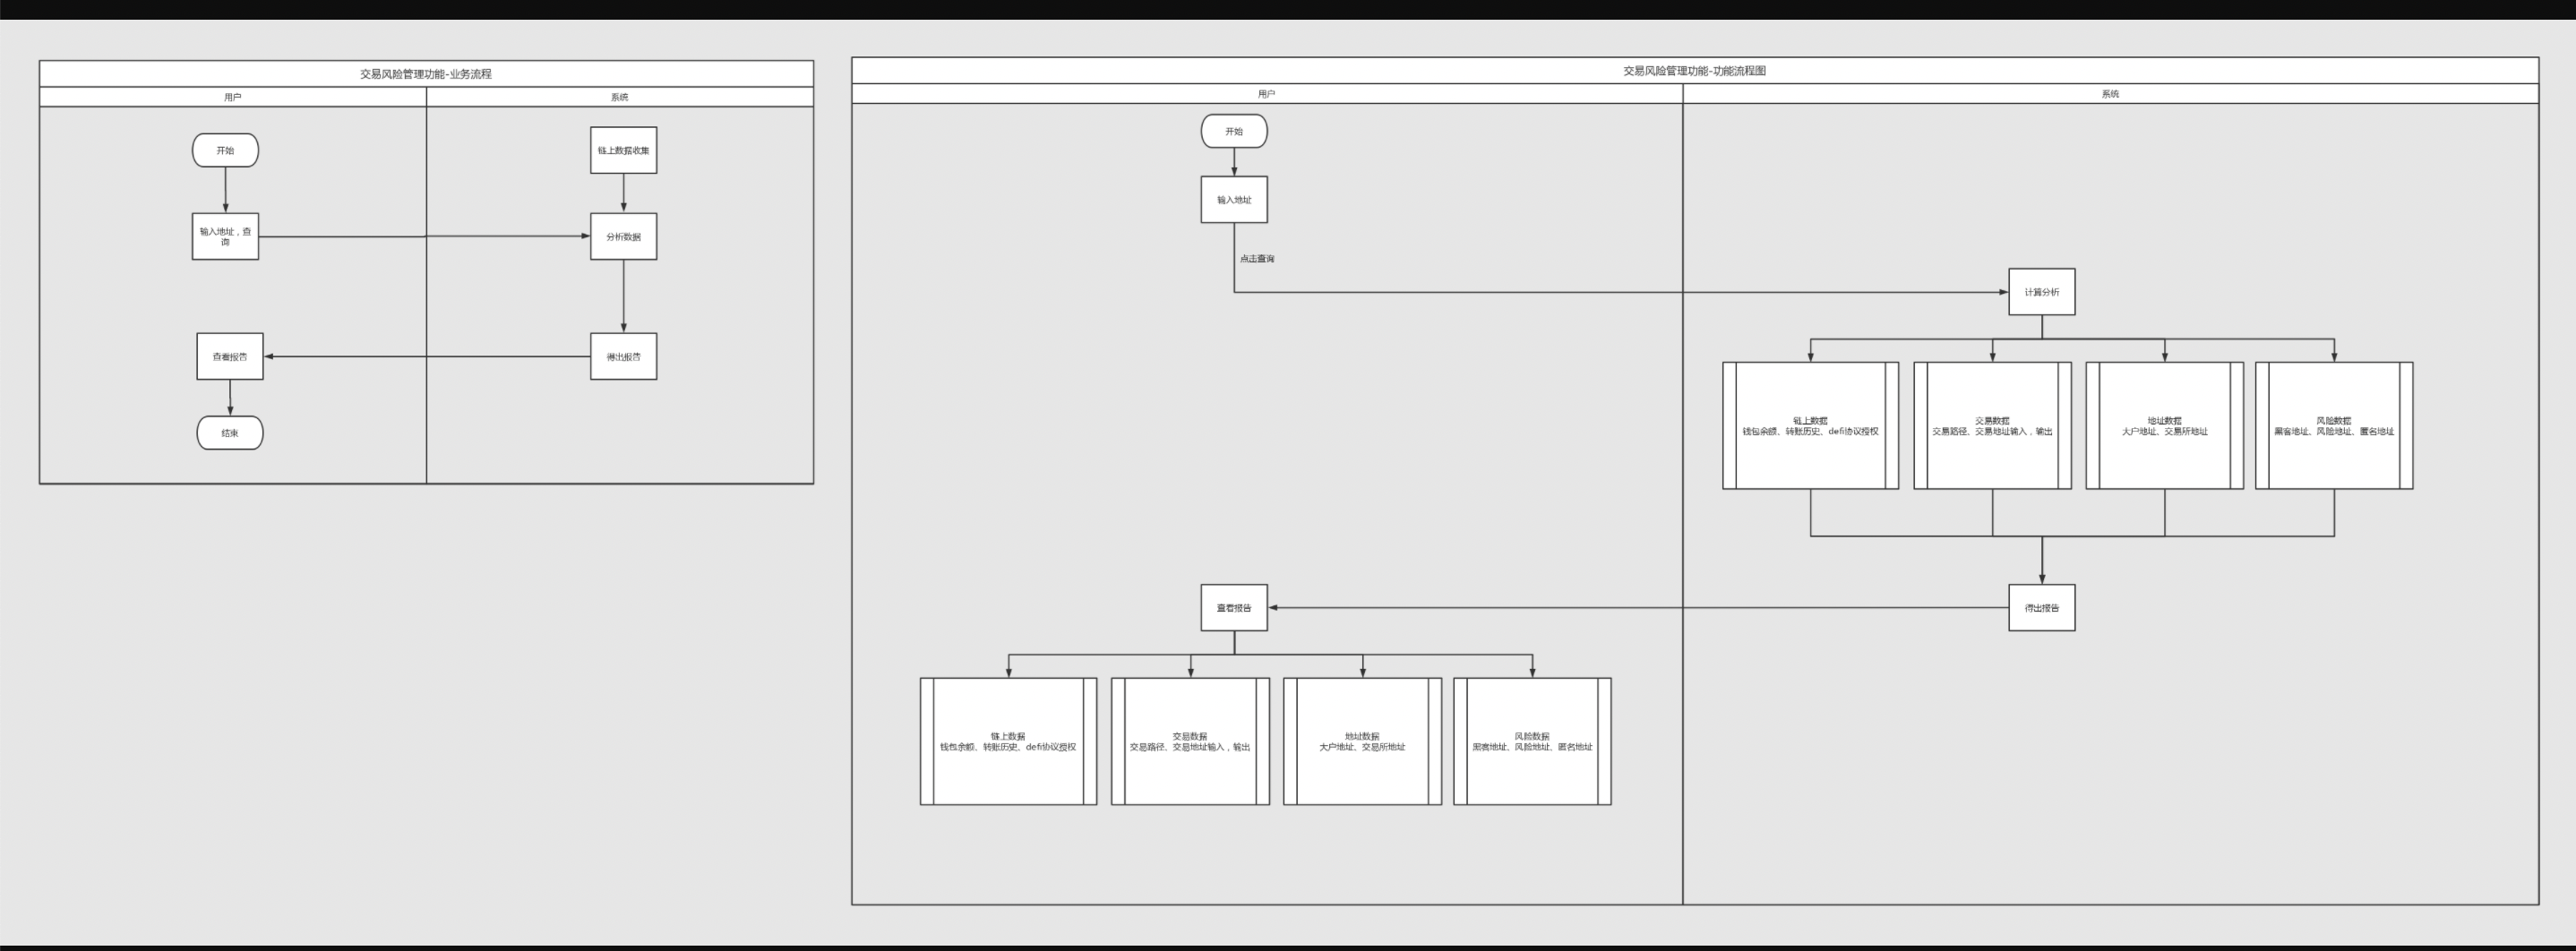 交易风险管理功能-业务流程
用户
系统
开始
链上数据收集
输入地址，查
询
分析数据
查看报告
得出报告
结束
交易风险管理功能-功能流程图
用户
系统
开始
输入地址
点击查询
计算分析
链上数据
钱包余额、转账历史、defi协议授权
交易数据
交易路径、交易地址输入，输出
地址数据
大户地址、交易所地址
风险数据
黑客地址、风险地址、匿名地址
查看报告
得出报告
链上数据
钱包余额、转账历史、defi协议授权
交易数据
交易路径、交易地址输入，输出
地址数据
大户地址、交易所地址
风险数据
黑客地址、风险地址、匿名地址